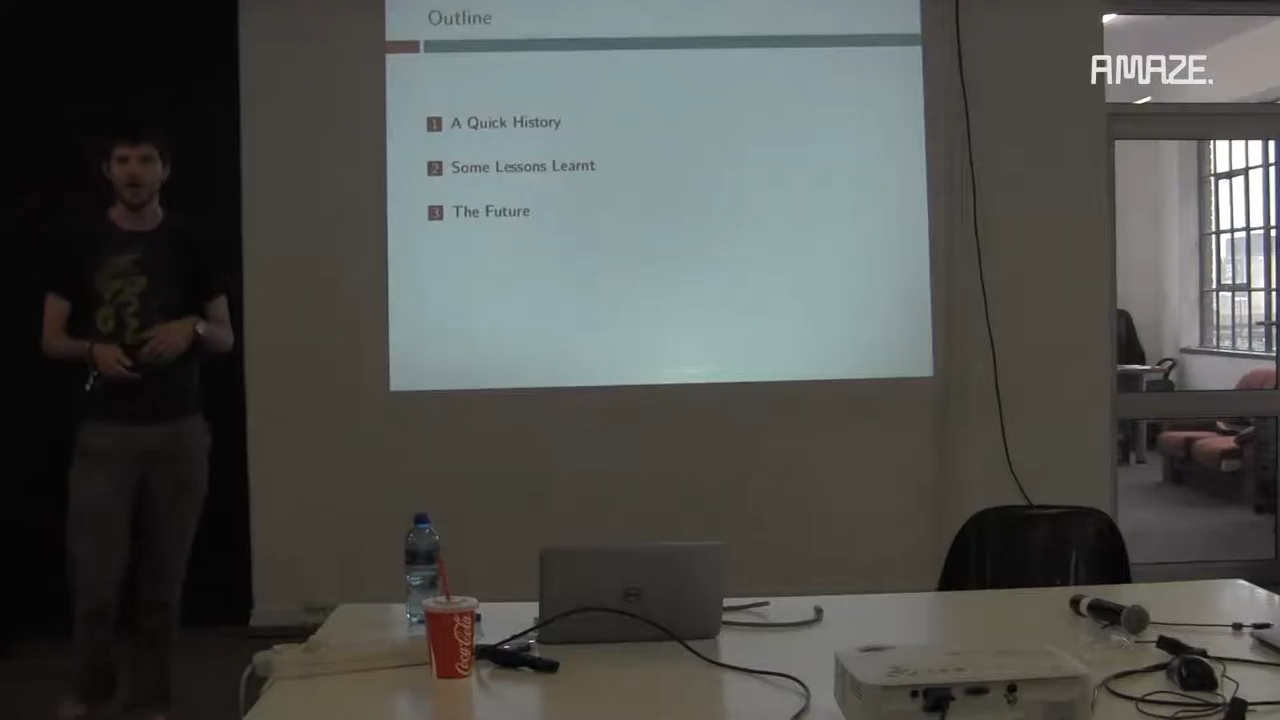 Outline
AMAZE.
1 A Quick History
2 Some Lessons Learnt
3 The Future
Coca-Cola